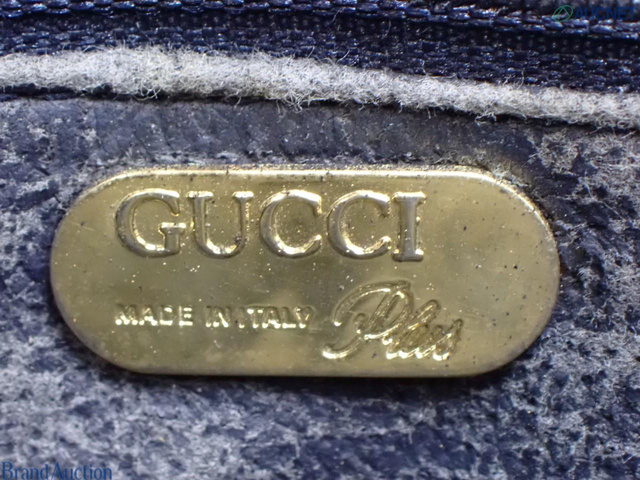 GUCCI
MADE IN ITALY Plus
Brand Auction